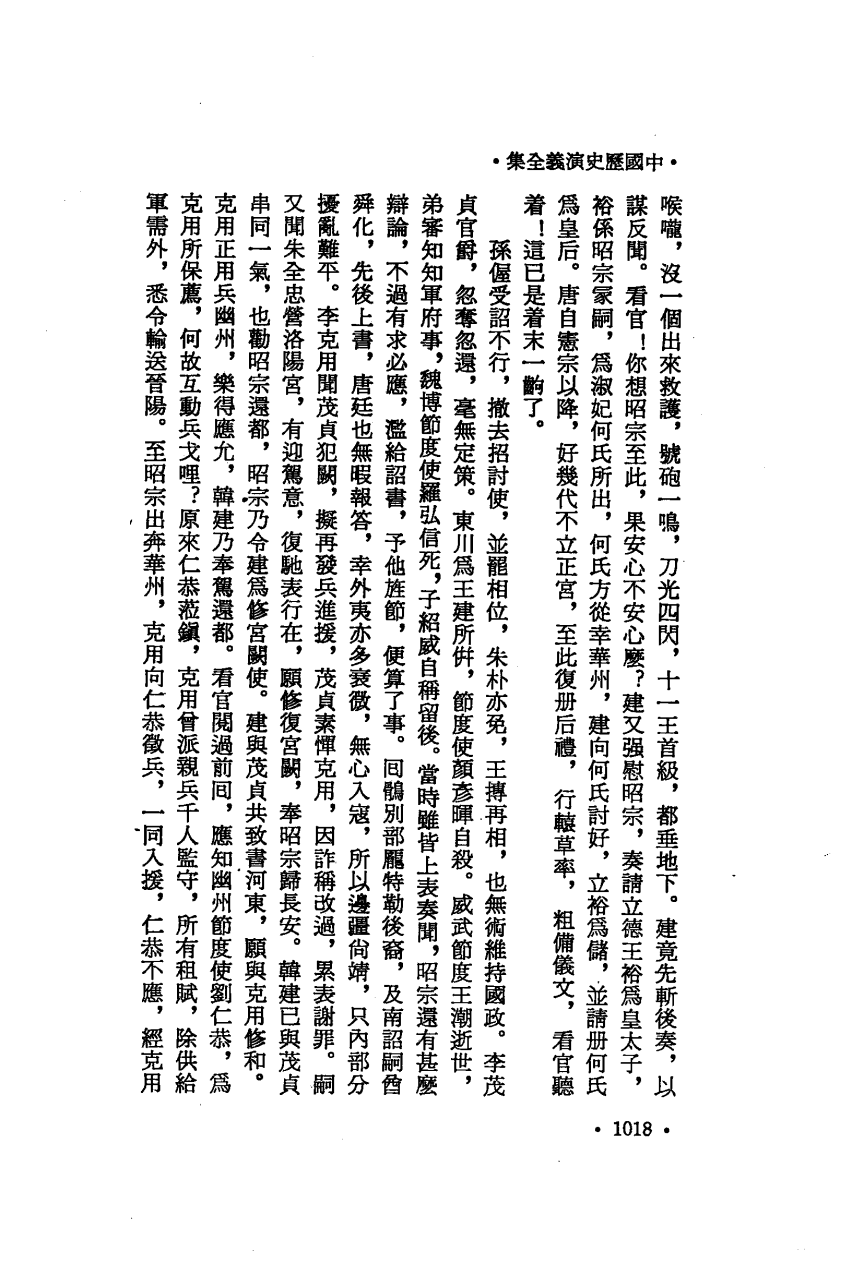 •中國歷史演義全集•
喉嚨，沒一個出來救護，號砲一鳴，刀光四閃，十一王首級，都垂地下。建竟先斬後奏，以
謀反聞。看官！你想昭宗至此，果安心不安心麼？建又强慰昭宗，奏請立德王裕爲皇太子，
裕係昭宗冢嗣，爲淑妃何氏所出，何氏方從幸華州，建向何氏討好，立裕爲儲，並請册何氏
爲皇后。唐自憲宗以降，好幾代不立正宮，至此復册后禮，行轅草率，粗備儀文，看官聽
着！這已是着末一齣了。
孫偓受詔不行，撤去招討使，並罷相位，朱朴亦免，王摶再相，也無術維持國政。李茂
貞官爵，忽奪忽還，毫無定策。東川爲王建所倂，節度使顏彥暉自殺。威武節度王潮逝世，
弟審知知軍府事，魏博節度使羅弘信死，子紹威自稱留後。當時雖皆上表奏聞，昭宗還有甚麼
辯論，不過有求必應，濫給詔書，予他旌節，便算了事。囘鶻別部龎特勒後裔，及南詔嗣酋
舜化，先後上書，唐廷也無暇報答，幸外夷亦多衰微，無心入寇，所以邊疆尙靖，只內部分
擾亂難平。李克用聞茂貞犯闕，擬再發兵進援，茂貞素憚克用，因詐稱改過，累表謝罪。嗣
又聞朱全忠營洛陽宮，有迎駕意，復馳表行在，願修復宮闕，奉昭宗歸長安。韓建已與茂貞
串同一氣，也勸昭宗還都，昭宗乃令建爲修宮闕使。建與茂貞共致書河東，願與克用修和。
克用正用兵幽州，樂得應允，韓建乃奉駕還都。看官閱過前囘，應知幽州節度使劉仁恭，爲
克用所保薦，何故互動兵戈哩？原來仁恭蒞鎭，克用曾派親兵千人監守，所有租賦，除供給
軍需外，悉令輸送晉陽。至昭宗出奔華州，克用向仁恭徵兵，一同入援，仁恭不應，經克用
•1018•